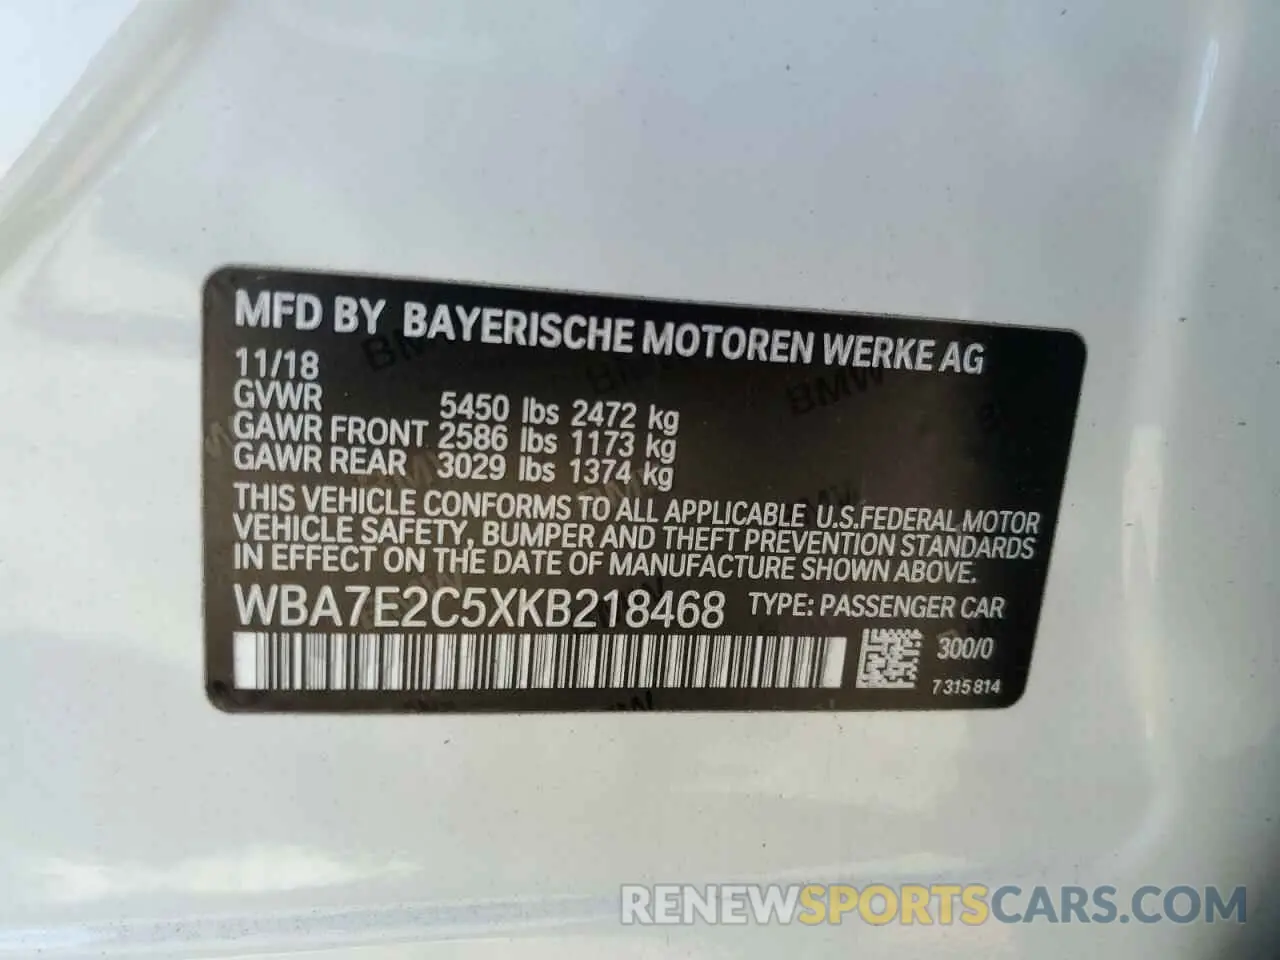 MFD BY BAYERISCHE MOTOREN WERKE AG
11/18
GVWR 5450 lbs 2472 kg
GAWR FRONT 2586 lbs 1173 kg
GAWR REAR 3029 lbs 1374 kg
THIS VEHICLE CONFORMS TO ALL APPLICABLE U.S.FEDERAL MOTOR
VEHICLE SAFETY, BUMPER AND THEFT PREVENTION STANDARDS
IN EFFECT ON THE DATE OF MANUFACTURE SHOWN ABOVE.
WBA7E2C5XKB218468 TYPE: PASSENGER CAR
300/0
7315814
RENEWSPORTSCARS.COM